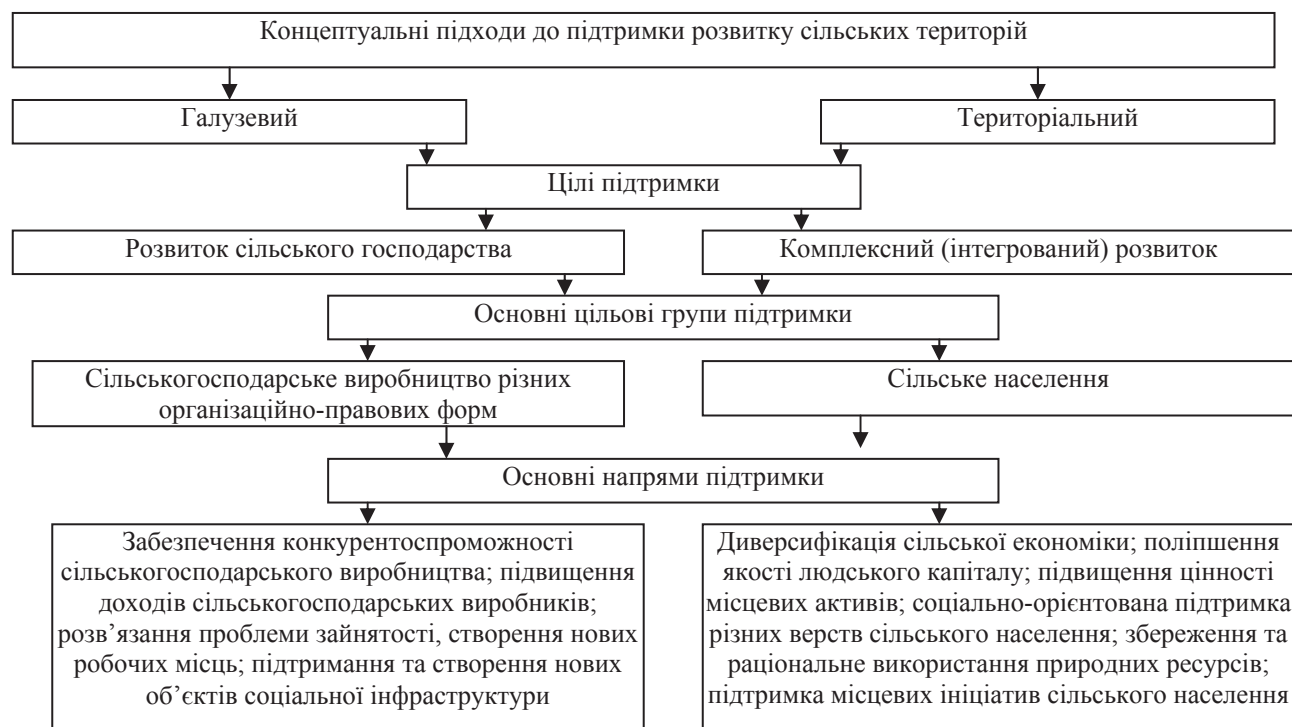 Концептуальні підходи до підтримки розвитку сільських територій
Галузевий
Територіальний
Цілі підтримки
Розвиток сільського господарства
Комплексний (інтегрований) розвиток
Основні цільові групи підтримки
Сільськогосподарське виробництво різних
організаційно-правових форм
Сільське населення
Основні напрями підтримки
Забезпечення конкурентоспроможності
сільськогосподарського виробництва; підвищення
доходів сільськогосподарських виробників;
розв’язання проблеми зайнятості, створення нових
робочих місць; підтримання та створення нових
об’єктів соціальної інфраструктури
Диверсифікація сільської економіки; поліпшення
якості людського капіталу; підвищення цінності
місцевих активів; соціально-орієнтована підтримка
різних верств сільського населення; збереження та
раціональне використання природних ресурсів;
підтримка місцевих ініціатив сільського населення